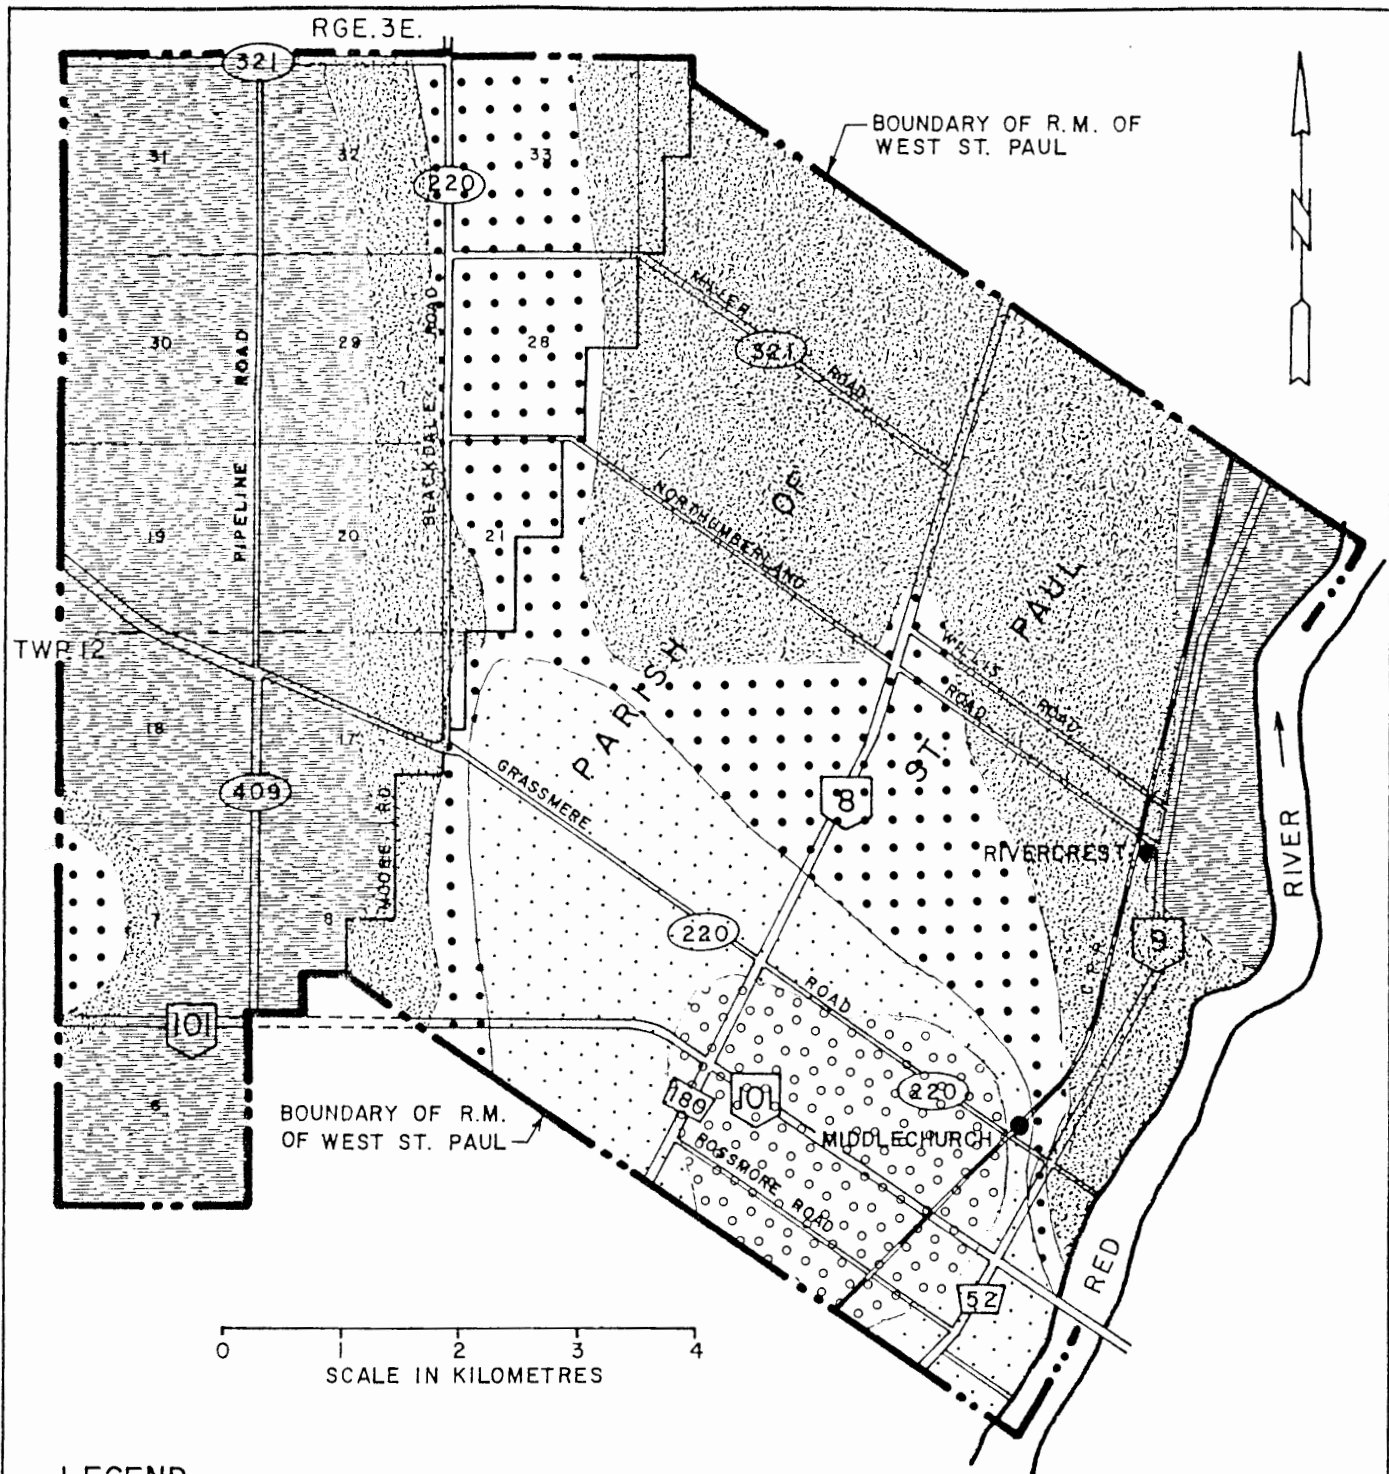 RGE. 3E.
321
BOUNDARY OF R.M. OF
WEST ST. PAUL
31
32
33
220
N
MILLER
ROAD
321
30
29
28
PIPELINE ROAD
BLACKDALE ROAD
NORTHUMBERLAND
ROAD
PARISH OF
ST PAUL
19
20
21
WILLIS
ROAD
TWP. 12
18
17
GRASSMERE
ROAD
409
MOORE RD.
8
RIVERCREST
RIVER
7
8
220
9
C.P.R.
101
6
BOUNDARY OF R.M.
OF WEST ST. PAUL
180
101
220
MIDDLECHURCH
ROSSMORE ROAD
RED
52
0 1 2 3 4
SCALE IN KILOMETRES
LEGEND